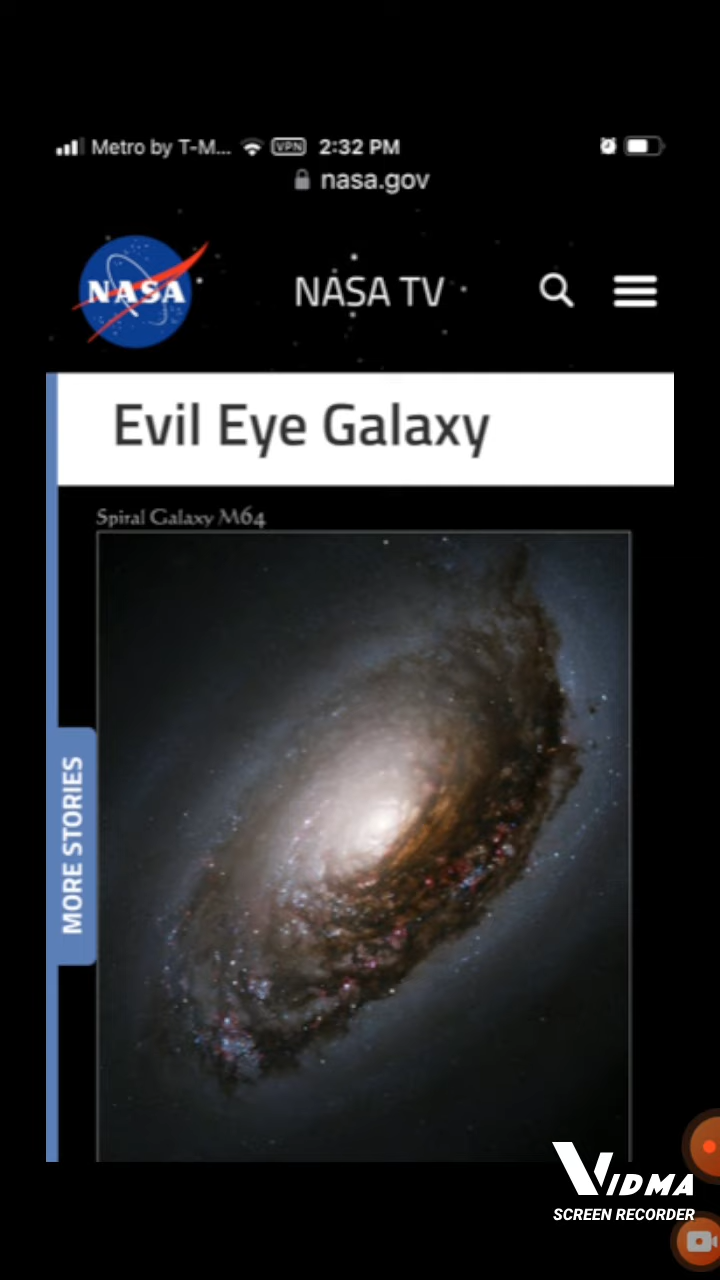 Metro by T-M... VPN 2:32 PM
nasa.gov
NASA
NASA TV
Evil Eye Galaxy
Spiral Galaxy M64
MORE STORIES
VIDMA
SCREEN RECORDER